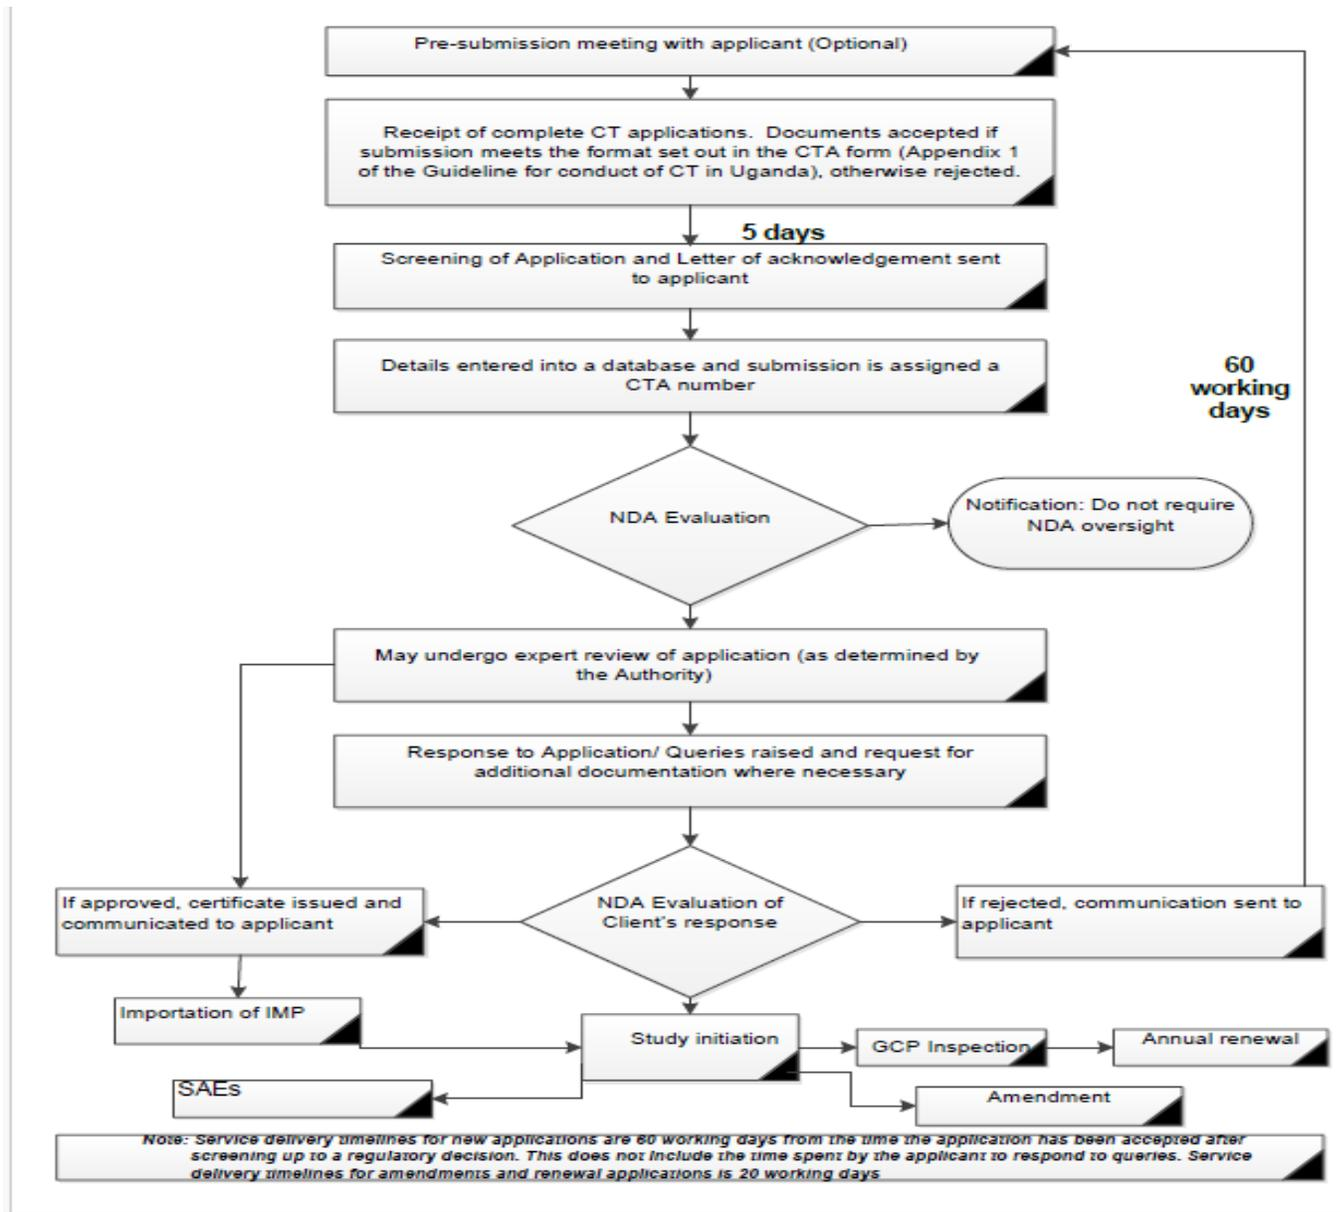 Pre-submission meeting with applicant (Optional)
Receipt of complete CT applications. Documents accepted if
submission meets the format set out in the CTA form (Appendix 1
of the Guideline for conduct of CT in Uganda), otherwise rejected.
5 days
Screening of Application and Letter of acknowledgement sent
to applicant
Details entered into a database and submission is assigned a
CTA number
60
working
days
NDA Evaluation
Notification: Do not require
NDA oversight
May undergo expert review of application (as determined by
the Authority)
Response to Application/ Queries raised and request for
additional documentation where necessary
NDA Evaluation of
Client's response
If approved, certificate issued and
communicated to applicant
If rejected, communication sent to
applicant
Importation of IMP
Study initiation
GCP Inspection
Annual renewal
SAEs
Amendment
Note: Service delivery timelines for new applications are 60 working days from the time the application has been accepted after
screening up to a regulatory decision. This does not include the time spent by the applicant to respond to queries. Service
delivery timelines for amendments and renewal applications is 20 working days